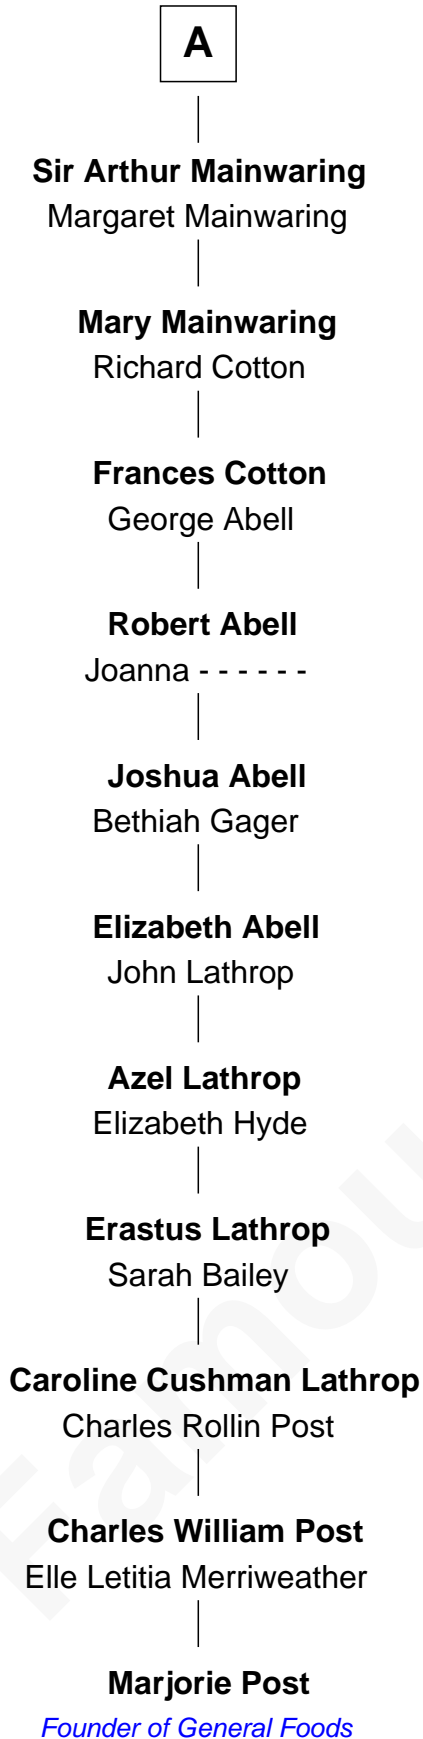 A
Sir Arthur Mainwaring
Margaret Mainwaring
Mary Mainwaring
Richard Cotton
Frances Cotton
George Abell
Robert Abell
Joanna - - - - - -
Joshua Abell
Bethiah Gager
Elizabeth Abell
John Lathrop
Azel Lathrop
Elizabeth Hyde
Erastus Lathrop
Sarah Bailey
Caroline Cushman Lathrop
Charles Rollin Post
Charles William Post
Elle Letitia Merriweather
Marjorie Post
Founder of General Foods